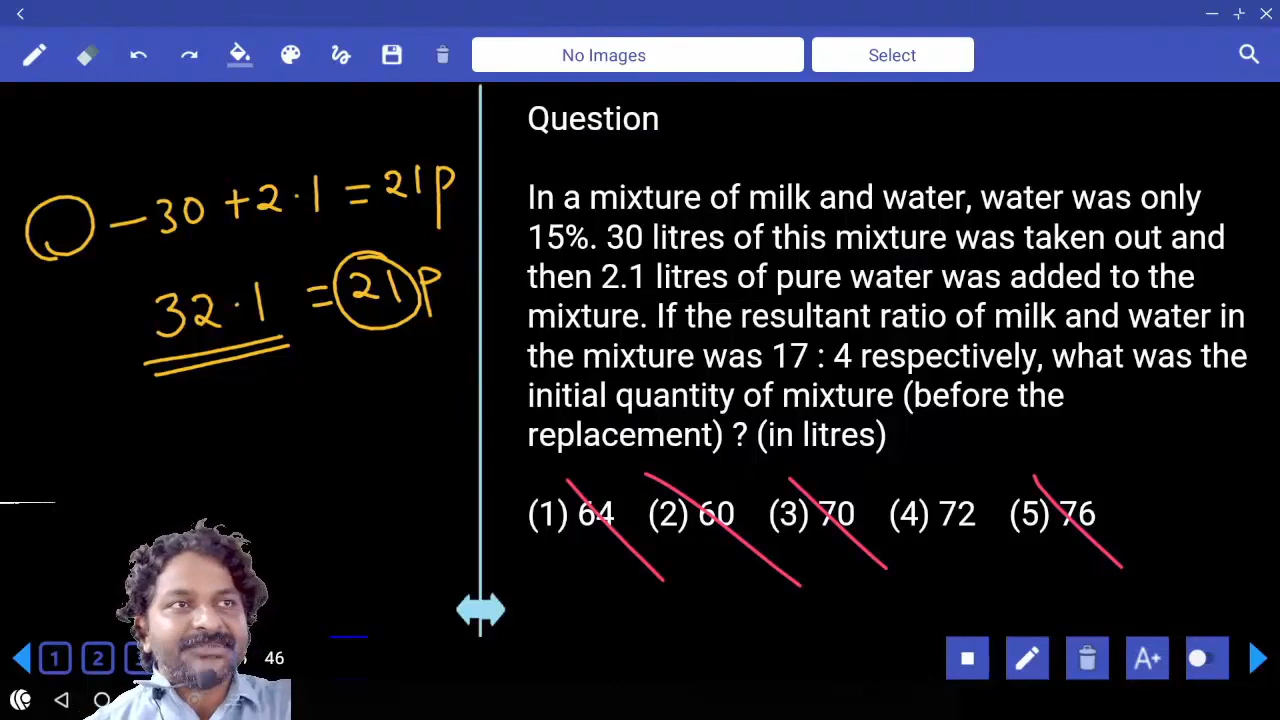 No Images
Select
Question
In a mixture of milk and water, water was only
15%. 30 litres of this mixture was taken out and
then 2.1 litres of pure water was added to the
mixture. If the resultant ratio of milk and water in
the mixture was 17 : 4 respectively, what was the
initial quantity of mixture (before the
replacement) ? (in litres)
(1) 64 (2) 60 (3) 70 (4) 72 (5) 76
-30 +2·1 = 21p
32·1 = 21p
1 2
46
A+